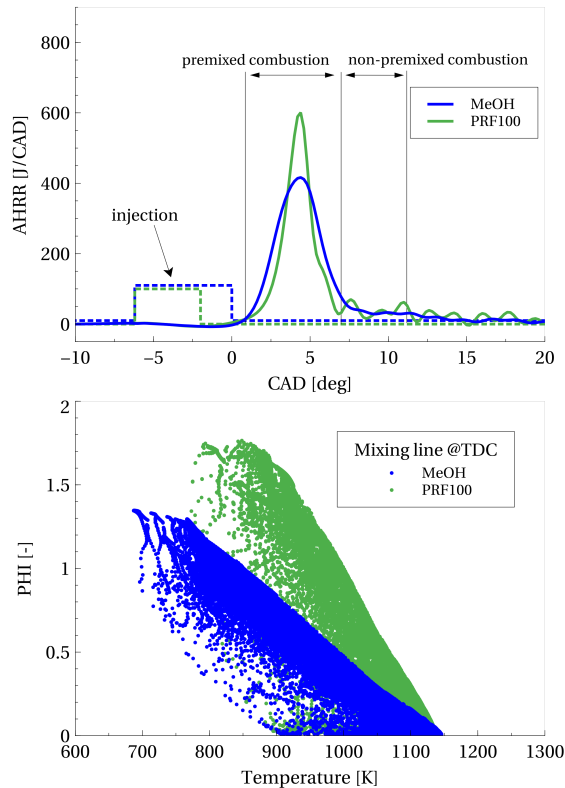 premixed combustion
non-premixed combustion
MeOH
PRF100
injection
AHRR [J/CAD]
800
600
400
200
0
−10
−5
0
5
10
15
20
CAD [deg]
Mixing line @TDC
MeOH
PRF100
PHI [-]
2
1.5
1
0.5
0
600
700
800
900
1000
1100
1200
1300
Temperature [K]